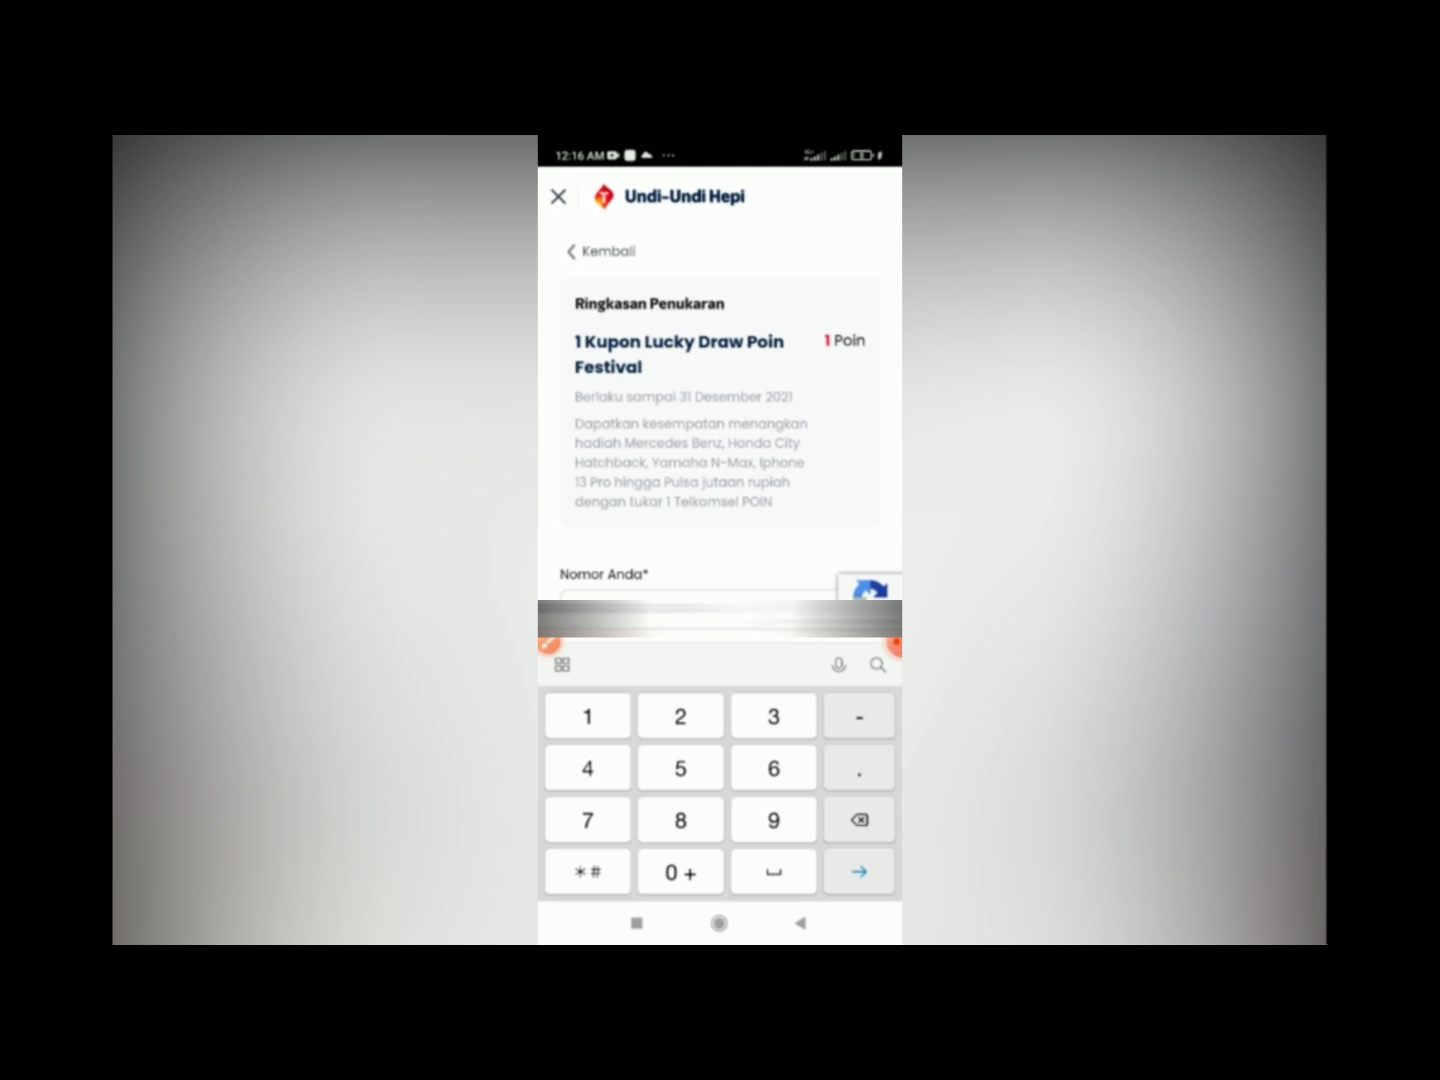 12:16 AM
Undi-Undi Hepi
Kembali
Ringkasan Penukaran
1 Kupon Lucky Draw Poin
Festival
1 Poin
Berlaku sampai 31 Desember 2021
Dapatkan kesempatan menangkan
hadiah Mercedes Benz, Honda City
Hatchback, Yamaha N-Max, Iphone
13 Pro hingga Pulsa jutaan rupiah
dengan tukar 1 Telkomsel POIN
Nomor Anda*
1 2 3 -
4 5 6 .
7 8 9
*# 0 +